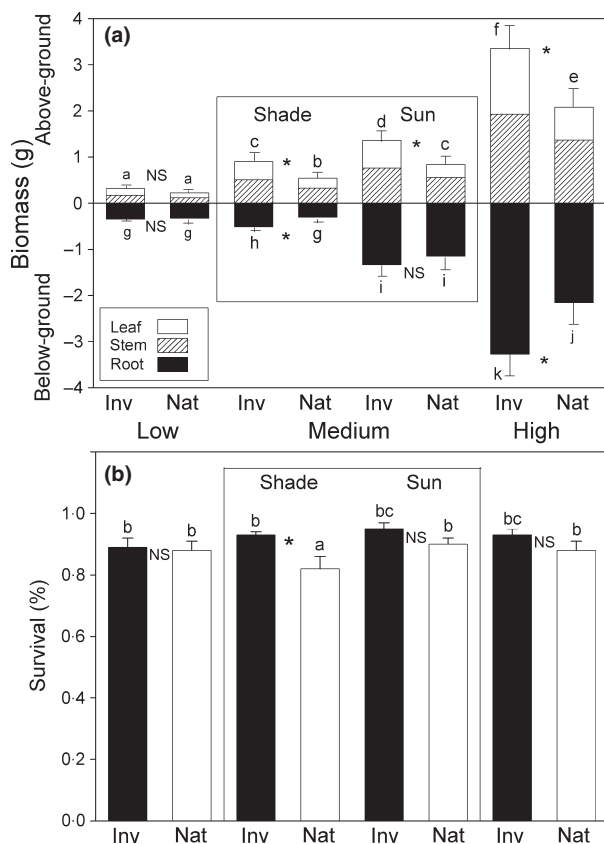 (a)
4
3
2
1
0
−1
−2
−3
−4
Above-ground
Biomass (g)
Below-ground
Shade Sun
a NS a
c * b
d * c
f * e
g NS g
h * g
i NS i
k * j
Leaf
Stem
Root
Inv Nat Inv Nat Inv Nat Inv Nat
Low Medium High
(b)
Shade Sun
1·0
0·8
0·6
0·4
0·2
0·0
Survival (%)
b NS b
b * a
bc NS b
bc NS b
Inv Nat Inv Nat Inv Nat Inv Nat